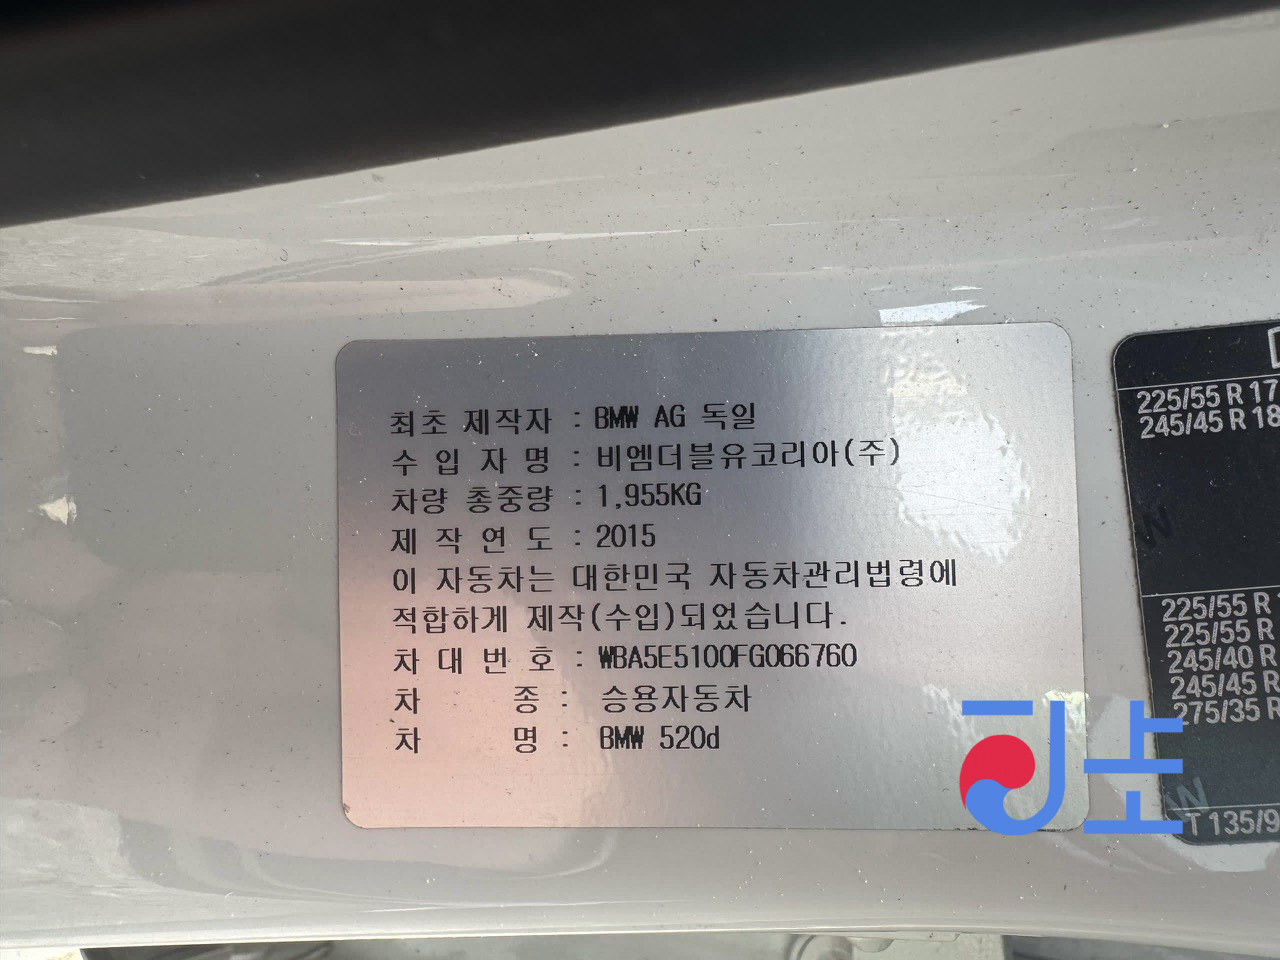 최초 제작자 : BMW AG 독일
수 입 자 명 : 비엠더블유코리아(주)
차량 총중량 : 1,955KG
제 작 연 도 : 2015
이 자동차는 대한민국 자동차관리법령에
적합하게 제작(수입)되었습니다.
차 대 번 호 : WBA5E5100FG066760
차 종 : 승용자동차
차 명 : BMW 520d
225/55 R 17
245/45 R 18
225/55 R
225/55 R
245/40 R
245/45 R
275/35 R
T 135/9